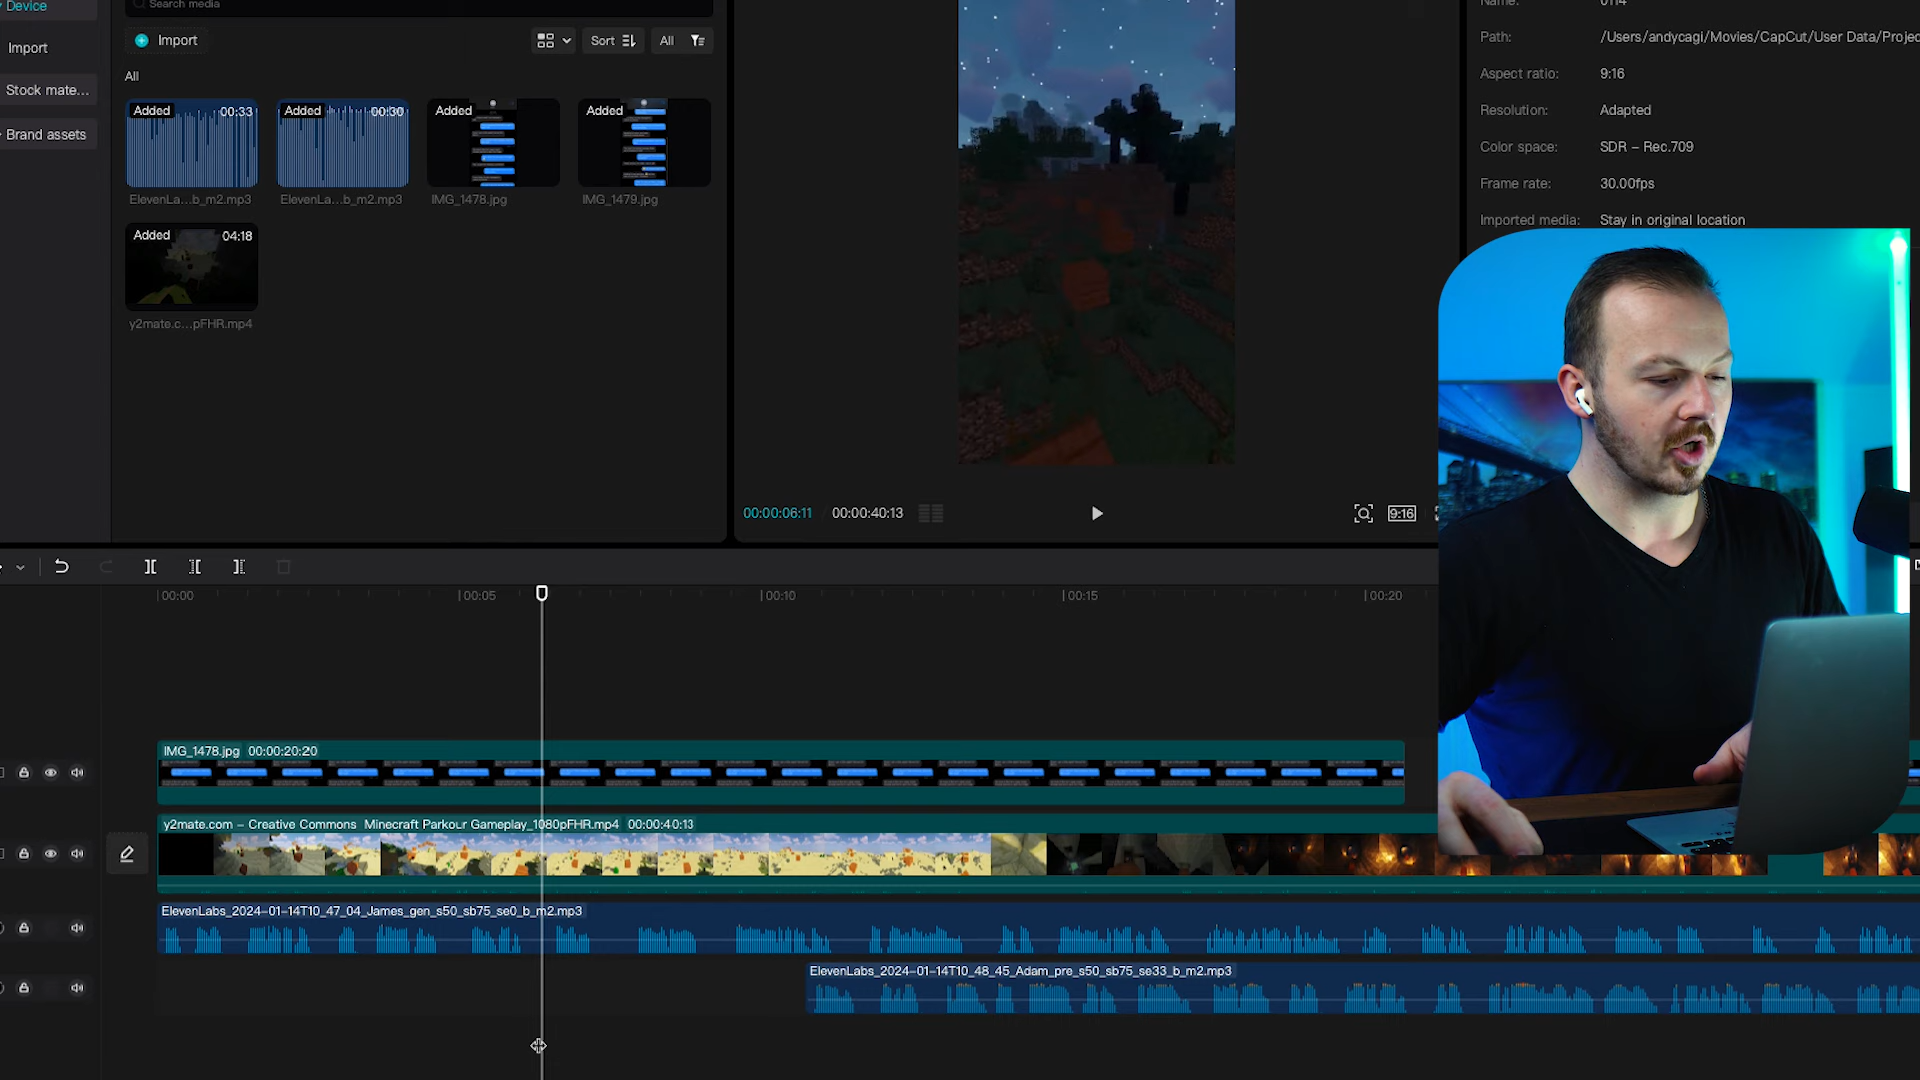 Device
Search media
Name: 0114
Import
Import
Sort
All
Path: /Users/andycagi/Movies/CapCut/User Data/Projec
All
Aspect ratio: 9:16
Stock mate...
Added 00:33
Added 00:30
Added
Added
Resolution: Adapted
Brand assets
Color space: SDR – Rec.709
ElevenLa...b_m2.mp3
ElevenLa...b_m2.mp3
IMG_1478.jpg
IMG_1479.jpg
Frame rate: 30.00fps
Imported media: Stay in original location
Added 04:18
y2mate.c...pFHR.mp4
00:00:06:11 00:00:40:13
9:16
00:00
00:05
00:10
00:15
00:20
IMG_1478.jpg 00:00:20:20
y2mate.com – Creative Commons Minecraft Parkour Gameplay_1080pFHR.mp4 00:00:40:13
ElevenLabs_2024–01–14T10_47_04_James_gen_s50_sb75_se0_b_m2.mp3
ElevenLabs_2024–01–14T10_48_45_Adam_pre_s50_sb75_se33_b_m2.mp3